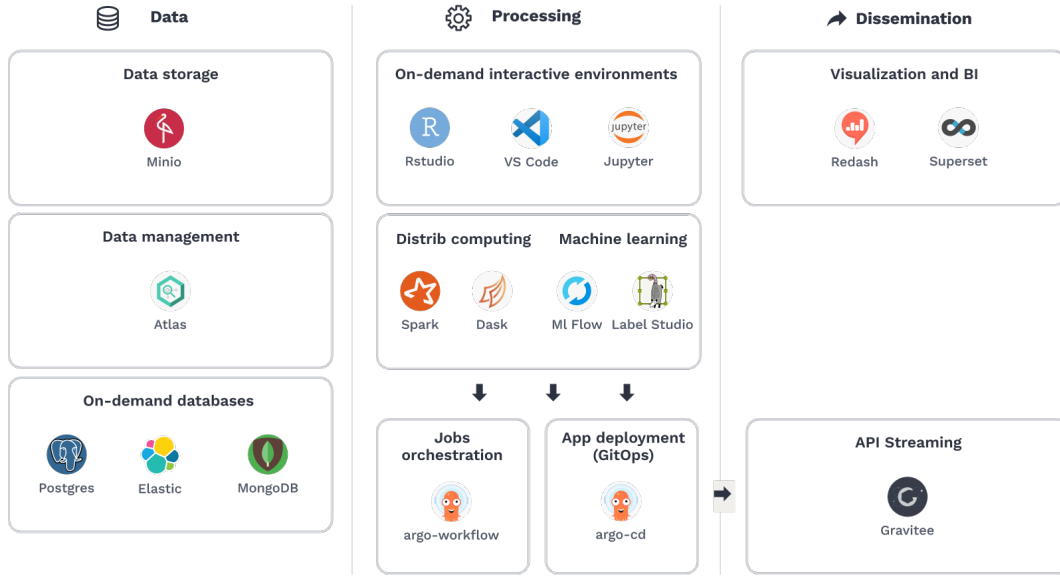 Data
Data storage
Minio
Data management
Atlas
On-demand databases
Postgres Elastic MongoDB
Processing
On-demand interactive environments
R jupyter
Rstudio VS Code Jupyter
Distrib computing Machine learning
Spark Dask Ml Flow Label Studio
Jobs
orchestration
argo-workflow
App deployment
(GitOps)
argo-cd
Dissemination
Visualization and BI
Redash Superset
API Streaming
Gravitee